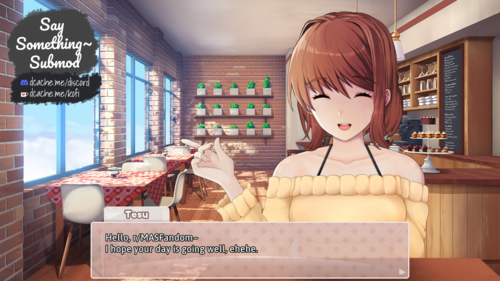 Say
Something~
Submod
dcache.me/discord
dcache.me/kofi
Tesu
Hello, r/MASFandom~
I hope your day is going well, ehehe.